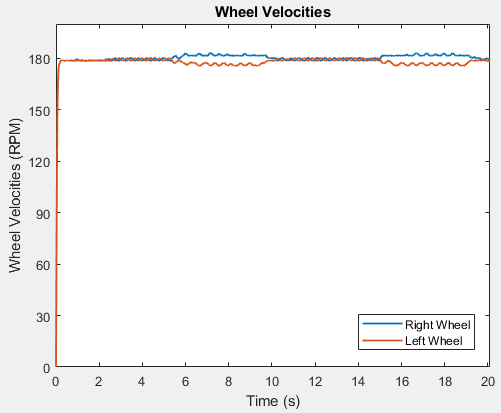 Wheel Velocities
Wheel Velocities (RPM)
180
150
120
90
60
30
0
0 2 4 6 8 10 12 14 16 18 20
Time (s)
Right Wheel
Left Wheel